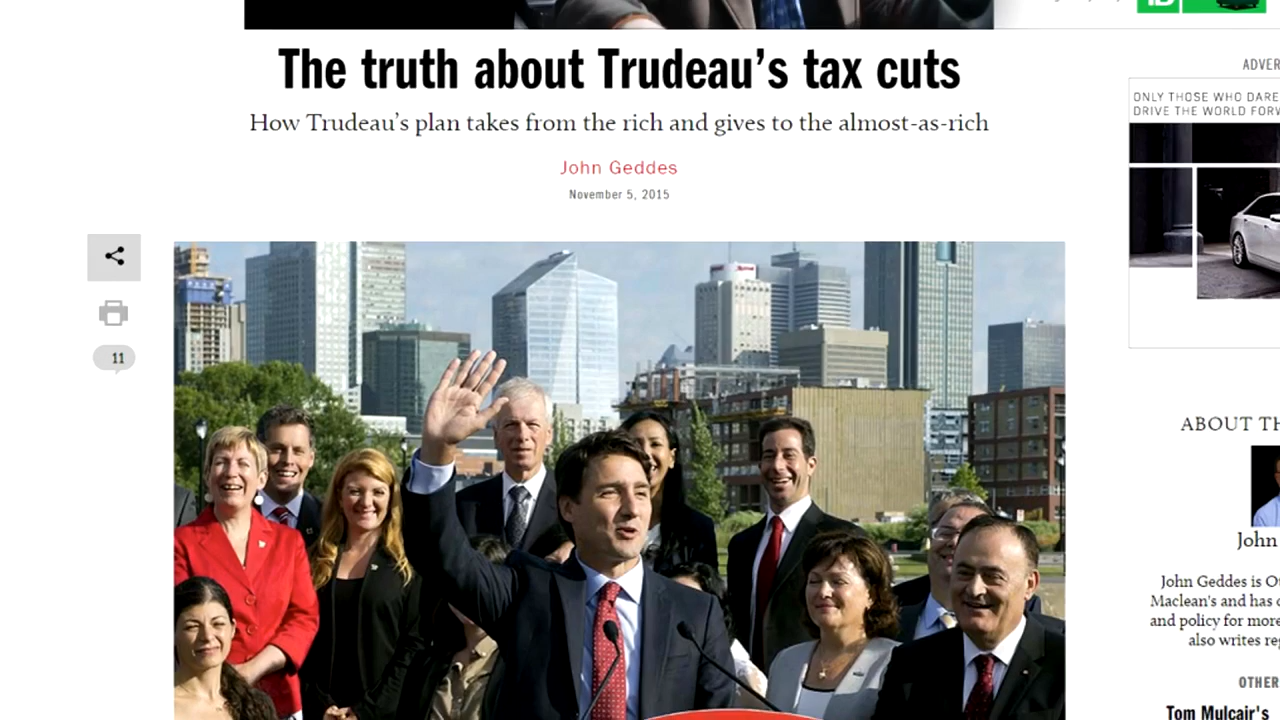 The truth about Trudeau's tax cuts
How Trudeau's plan takes from the rich and gives to the almost-as-rich
John Geddes
November 5, 2015
11
ADVER
ONLY THOSE WHO DARE
DRIVE THE WORLD FORW
ABOUT TH
John
John Geddes is O
Maclean's and has
and policy for more
also writes reg
OTHER
Tom Mulcair's